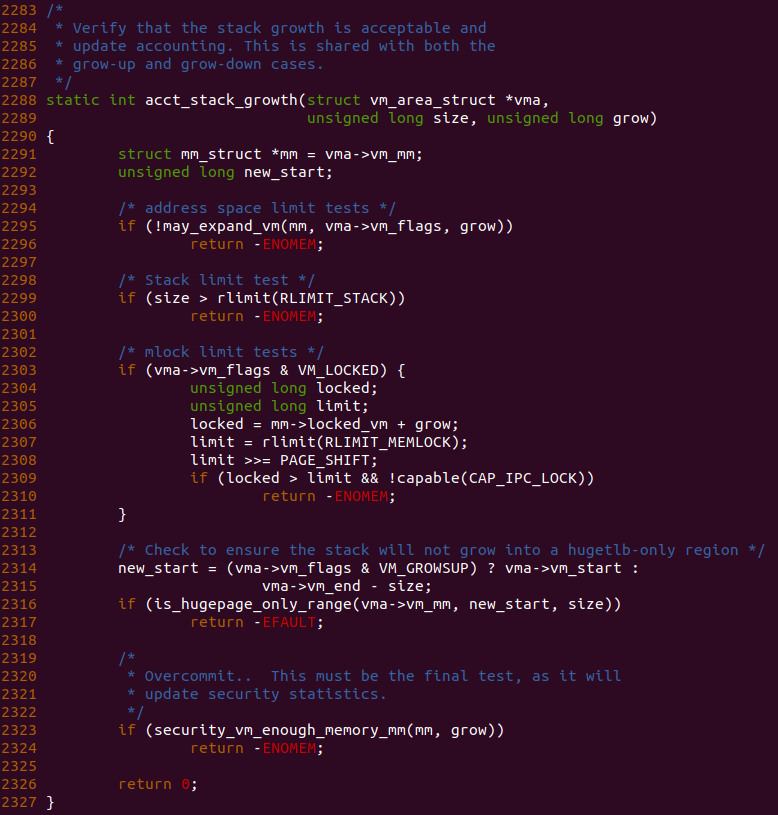 2283 /*
2284  * Verify that the stack growth is acceptable and
2285  * update accounting. This is shared with both the
2286  * grow-up and grow-down cases.
2287  */
2288 static int acct_stack_growth(struct vm_area_struct *vma,
2289                              unsigned long size, unsigned long grow)
2290 {
2291         struct mm_struct *mm = vma->vm_mm;
2292         unsigned long new_start;
2293
2294         /* address space limit tests */
2295         if (!may_expand_vm(mm, vma->vm_flags, grow))
2296                 return -ENOMEM;
2297
2298         /* Stack limit test */
2299         if (size > rlimit(RLIMIT_STACK))
2300                 return -ENOMEM;
2301
2302         /* mlock limit tests */
2303         if (vma->vm_flags & VM_LOCKED) {
2304                 unsigned long locked;
2305                 unsigned long limit;
2306                 locked = mm->locked_vm + grow;
2307                 limit = rlimit(RLIMIT_MEMLOCK);
2308                 limit >>= PAGE_SHIFT;
2309                 if (locked > limit && !capable(CAP_IPC_LOCK))
2310                         return -ENOMEM;
2311         }
2312
2313         /* Check to ensure the stack will not grow into a hugetlb-only region */
2314         new_start = (vma->vm_flags & VM_GROWSUP) ? vma->vm_start :
2315                         vma->vm_end - size;
2316         if (is_hugepage_only_range(vma->vm_mm, new_start, size))
2317                 return -EFAULT;
2318
2319         /*
2320          * Overcommit..  This must be the final test, as it will
2321          * update security statistics.
2322          */
2323         if (security_vm_enough_memory_mm(mm, grow))
2324                 return -ENOMEM;
2325
2326         return 0;
2327 }